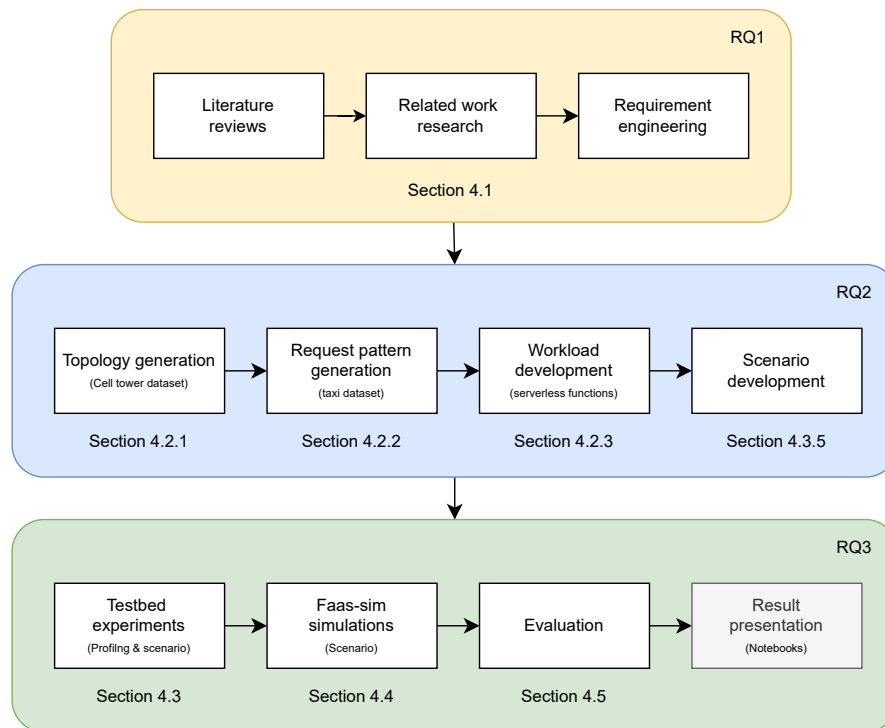 RQ1
Literature
reviews
Related work
research
Requirement
engineering
Section 4.1
RQ2
Topology generation
(Cell tower dataset)
Request pattern
generation
(taxi dataset)
Workload
development
(serverless functions)
Scenario
development
Section 4.2.1
Section 4.2.2
Section 4.2.3
Section 4.3.5
RQ3
Testbed
experiments
(Profilng & scenario)
Faas-sim
simulations
(Scenario)
Evaluation
Result
presentation
(Notebooks)
Section 4.3
Section 4.4
Section 4.5